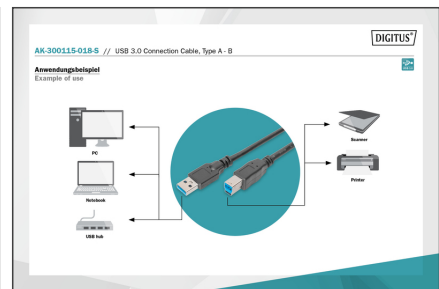 DIGITUS®
AK-300115-018-S // USB 3.0 Connection Cable, Type A - B
Anwendungsbeispiel
Example of use
PC
Notebook
USB hub
Scanner
Printer